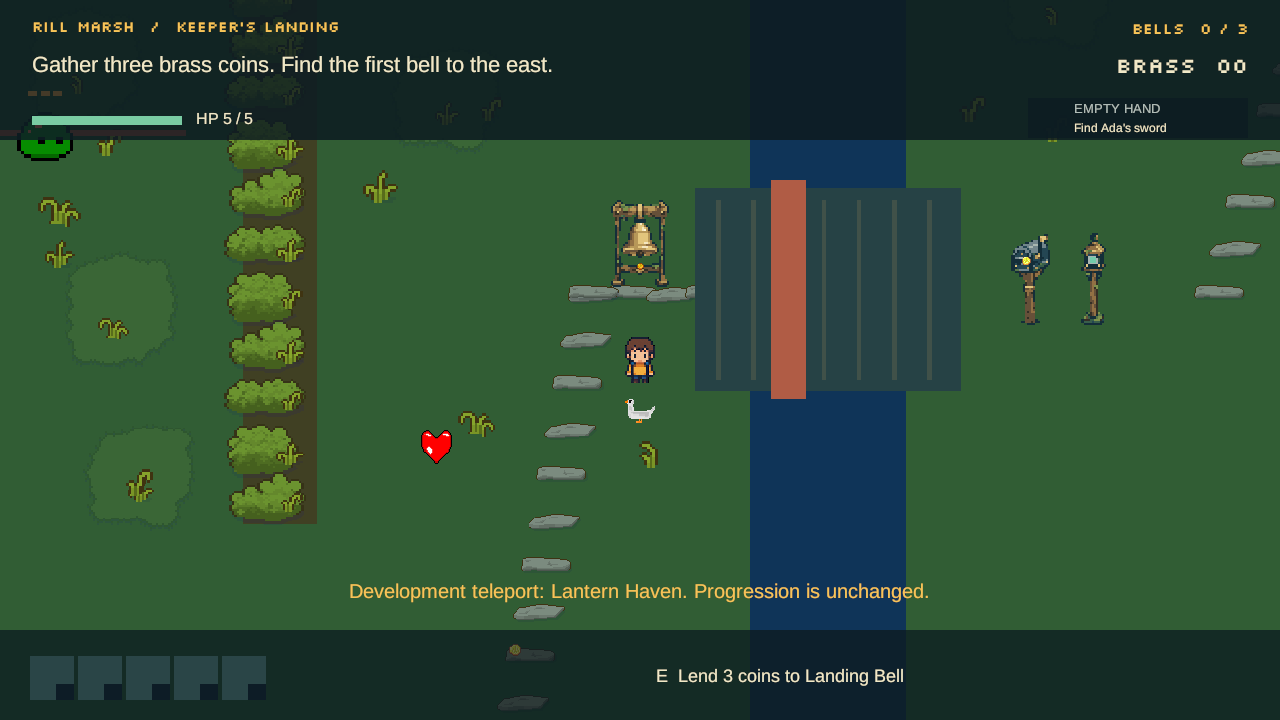 RILL MARSH / KEEPER'S LANDING
BELLS 0 / 3
Gather three brass coins. Find the first bell to the east.
BRASS 00
HP 5 / 5
EMPTY HAND
Find Ada's sword
Development teleport: Lantern Haven. Progression is unchanged.
E Lend 3 coins to Landing Bell